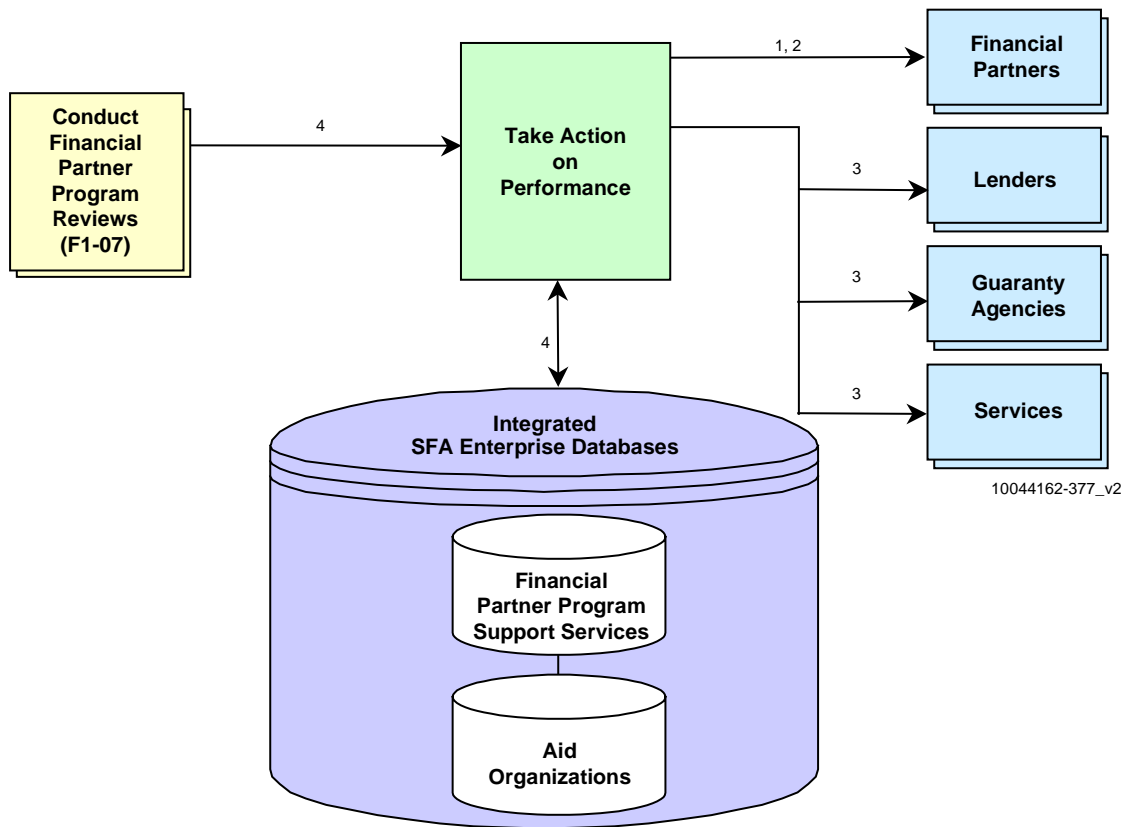 Conduct
Financial
Partner
Program
Reviews
(F1-07)
4
Take Action
on
Performance
1, 2
Financial
Partners
3
Lenders
3
Guaranty
Agencies
3
Services
10044162-377_v2
4
Integrated
SFA Enterprise Databases
Financial
Partner Program
Support Services
Aid
Organizations